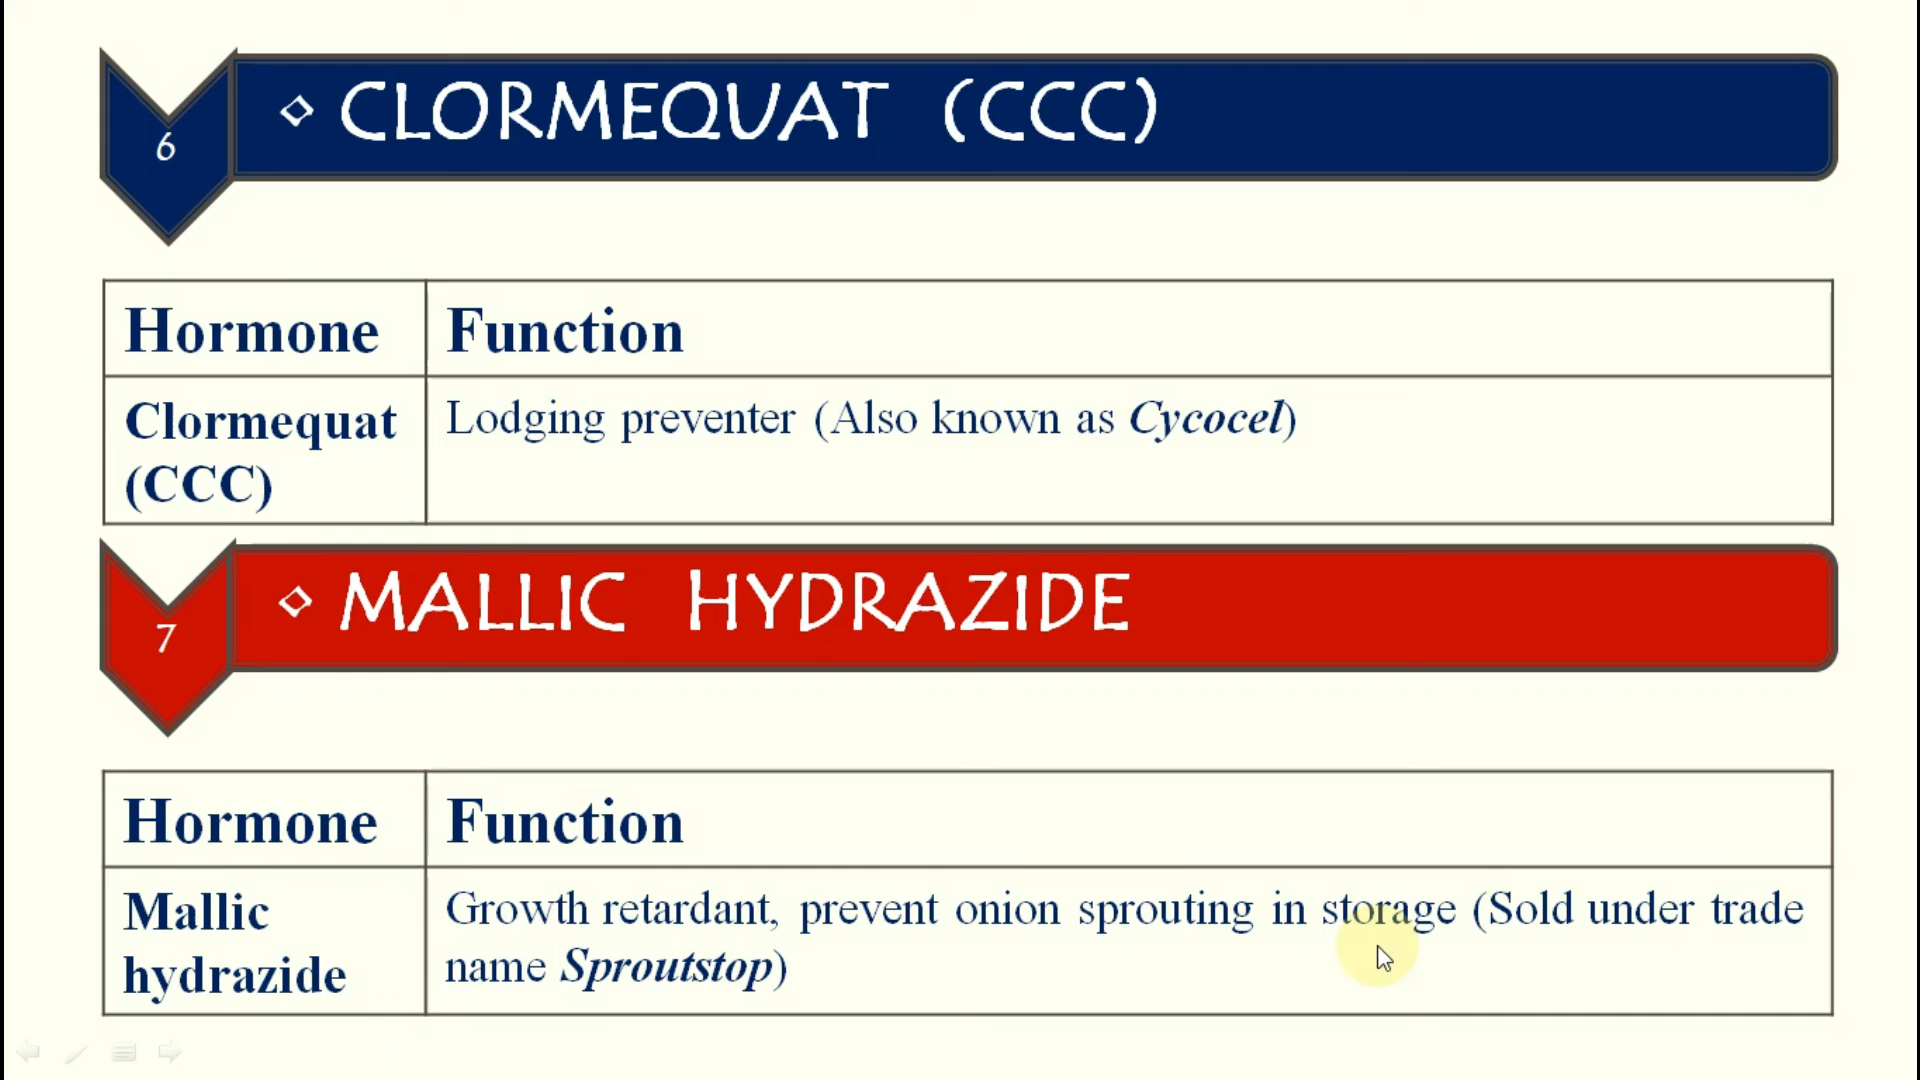 6
CLORMEQUAT (CCC)
Hormone Function
Clormequat Lodging preventer (Also known as Cycocel)
(CCC)
7
MALLIC HYDRAZIDE
Hormone Function
Mallic Growth retardant, prevent onion sprouting in storage (Sold under trade
hydrazide name Sproutstop)